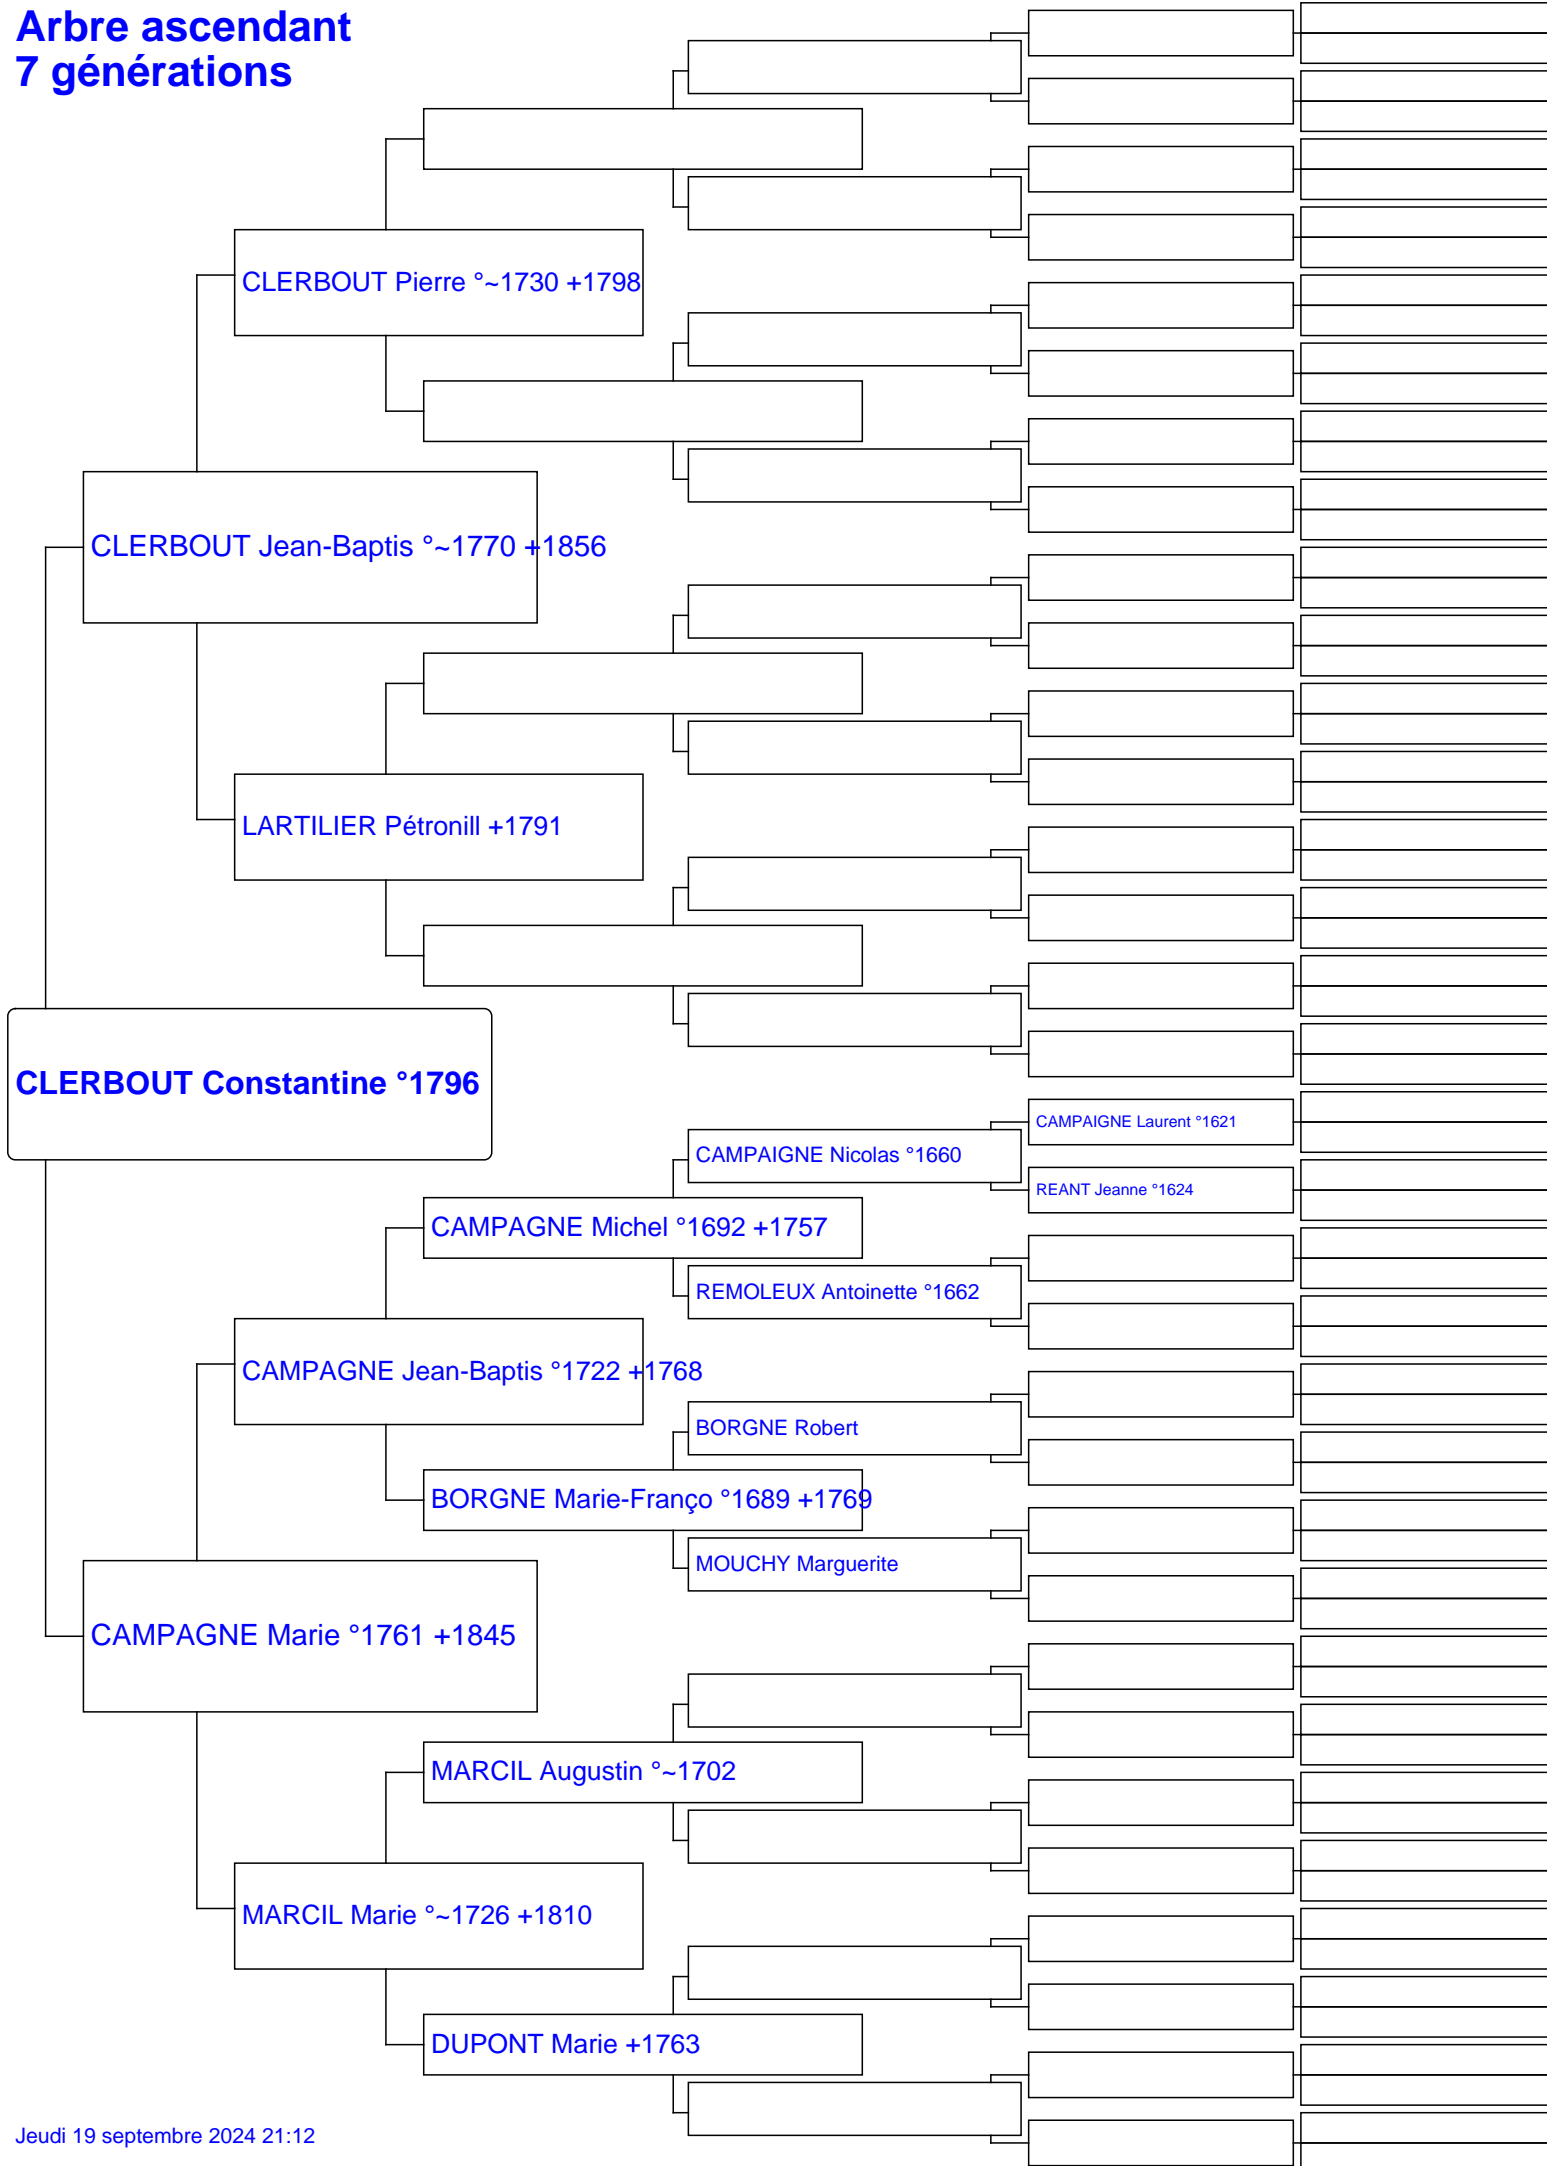 Arbre ascendant
7 générations
CLERBOUT Pierre °~1730 +1798
CLERBOUT Jean-Baptis °~1770 +1856
LARTILIER Pétronill +1791
CLERBOUT Constantine °1796
CAMPAIGNE Laurent °1621
CAMPAIGNE Nicolas °1660
REANT Jeanne °1624
CAMPAGNE Michel °1692 +1757
REMOLEUX Antoinette °1662
CAMPAGNE Jean-Baptis °1722 +1768
BORGNE Robert
BORGNE Marie-Franço °1689 +1769
MOUCHY Marguerite
CAMPAGNE Marie °1761 +1845
MARCIL Augustin °~1702
MARCIL Marie °~1726 +1810
DUPONT Marie +1763
Jeudi 19 septembre 2024 21:12